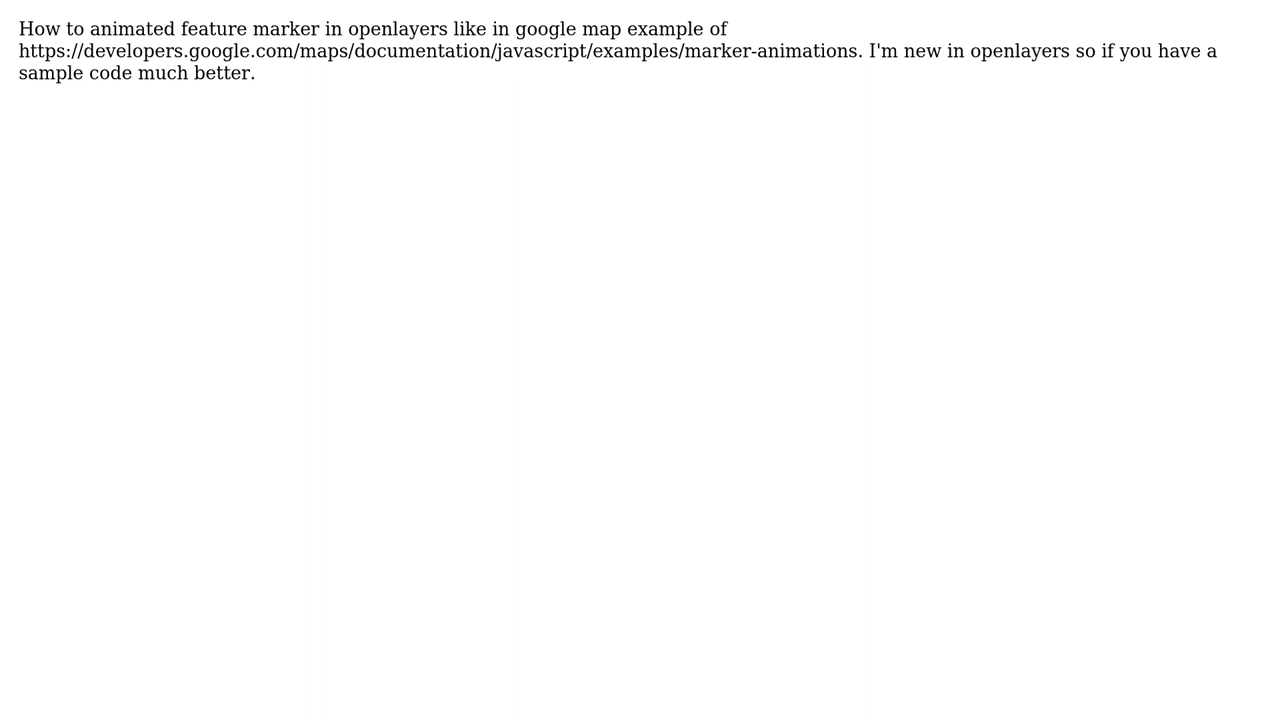 How to animated feature marker in openlayers like in google map example of
https://developers.google.com/maps/documentation/javascript/examples/marker-animations. I'm new in openlayers so if you have a
sample code much better.